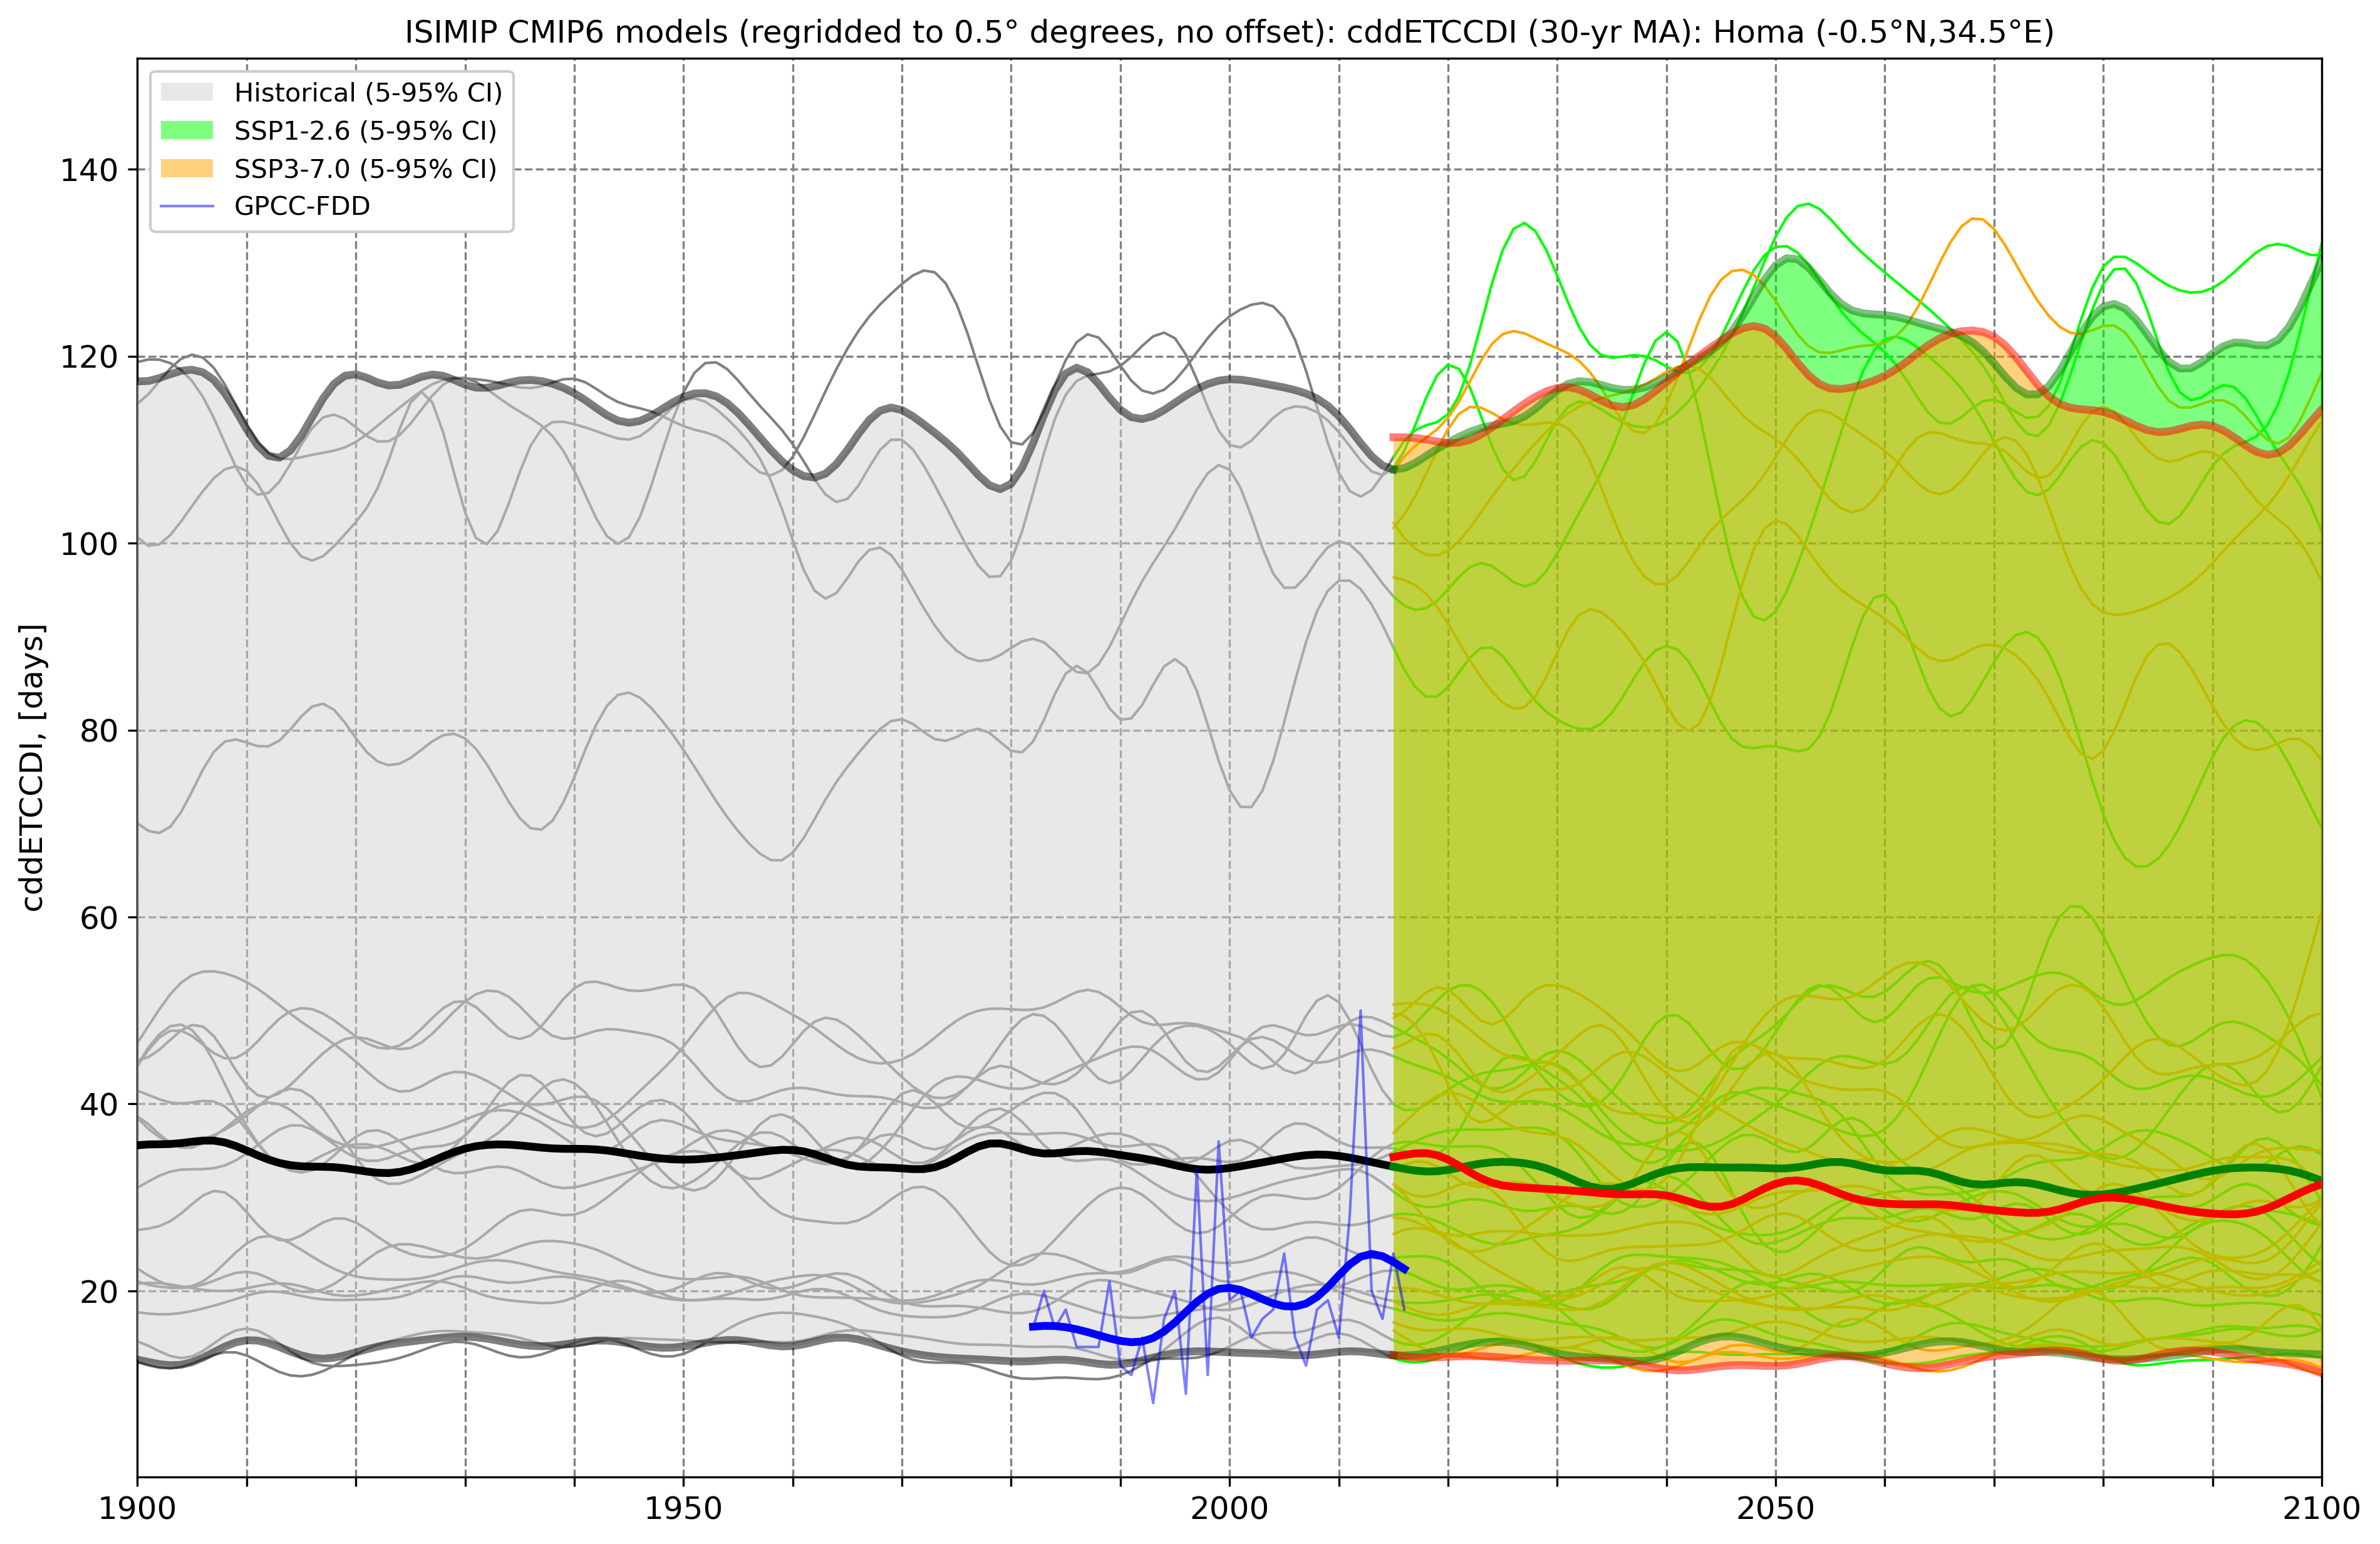 ISIMIP CMIP6 models (regridded to 0.5° degrees, no offset): cddETCCDI (30-yr MA): Homa (-0.5°N,34.5°E)
Historical (5-95% CI)
SSP1-2.6 (5-95% CI)
SSP3-7.0 (5-95% CI)
GPCC-FDD
cddETCCDI, [days]
140
120
100
80
60
40
20
1900 1950 2000 2050 2100